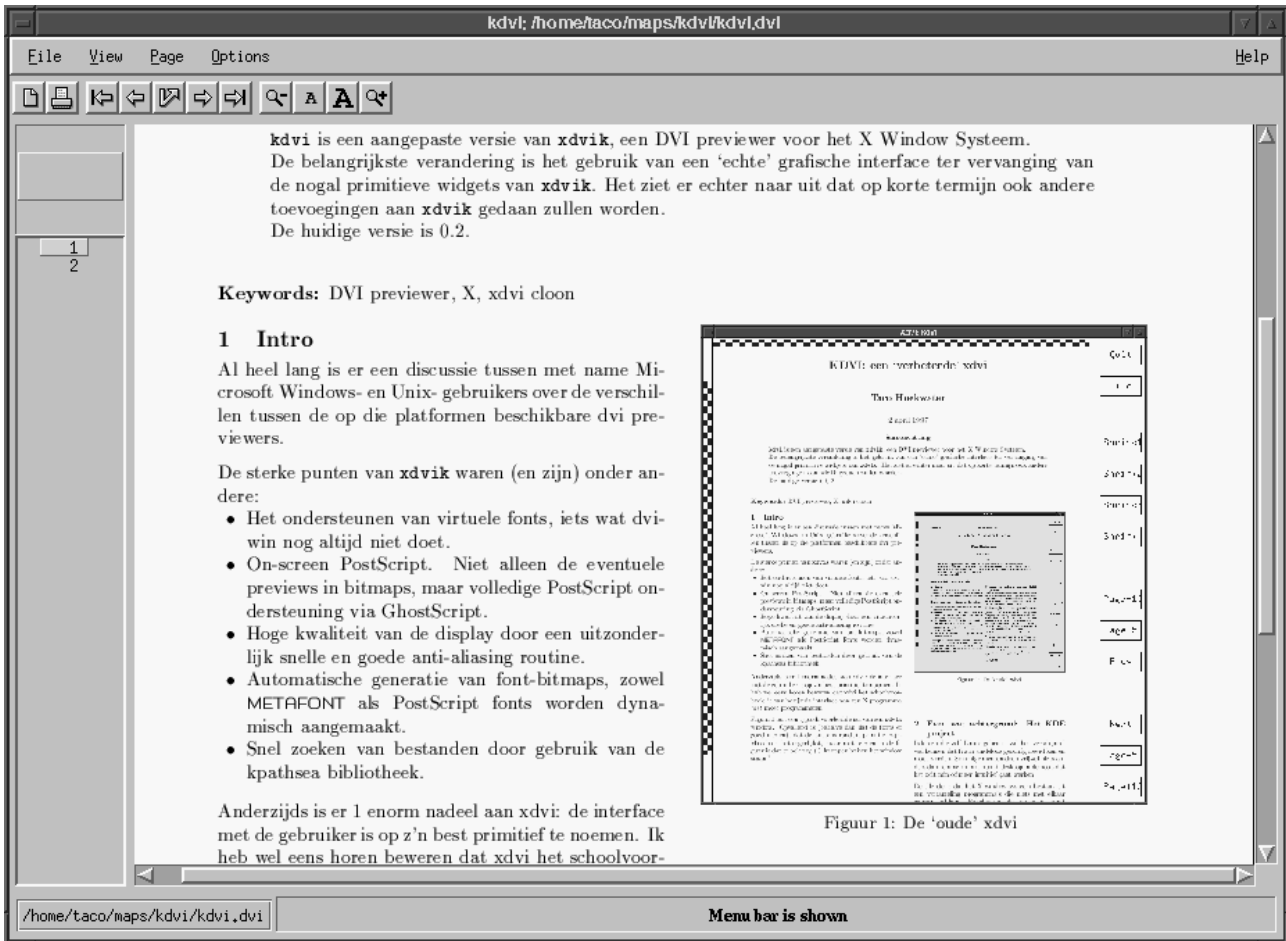 kdvi: /home/taco/maps/kdvi/kdvi.dvi
File View Page Options Help
A A
1
2
kdvi is een aangepaste versie van xdvik, een DVI previewer voor het X Window Systeem.
De belangrijkste verandering is het gebruik van een ‘echte’ grafische interface ter vervanging van
de nogal primitieve widgets van xdvik. Het ziet er echter naar uit dat op korte termijn ook andere
toevoegingen aan xdvik gedaan zullen worden.
De huidige versie is 0.2.
Keywords: DVI previewer, X, xdvi cloon
1 Intro
Al heel lang is er een discussie tussen met name Mi-
crosoft Windows- en Unix- gebruikers over de verschil-
len tussen de op die platformen beschikbare dvi pre-
viewers.
De sterke punten van xdvik waren (en zijn) onder an-
dere:
• Het ondersteunen van virtuele fonts, iets wat dvi-
win nog altijd niet doet.
• On-screen PostScript. Niet alleen de eventuele
previews in bitmaps, maar volledige PostScript on-
dersteuning via GhostScript.
• Hoge kwaliteit van de display door een uitzonder-
lijk snelle en goede anti-aliasing routine.
• Automatische generatie van font-bitmaps, zowel
METAFONT als PostScript fonts worden dyna-
misch aangemaakt.
• Snel zoeken van bestanden door gebruik van de
kpathsea bibliotheek.
Anderzijds is er 1 enorm nadeel aan xdvi: de interface
met de gebruiker is op z’n best primitief te noemen. Ik
heb wel eens horen beweren dat xdvi het schoolvoor-
KDVI: een ‘verbeterde’ xdvi
Taco Hoekwater
2 april 1997
1 Intro
Quit
Figuur 1: De ‘oude’ xdvi
/home/taco/maps/kdvi/kdvi.dvi
Menu bar is shown